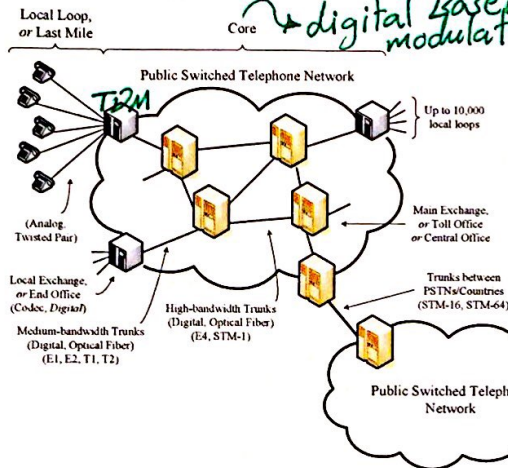 Local Loop,
or Last Mile
Core
digital
Public Switched Telephone Network
TDM
Up to 10,000
local loops
(Analog,
Twisted Pair)
Main Exchange,
or Toll Office
or Central Office
Local Exchange,
or End Office
(Codec, Digital)
High-bandwidth Trunks
(Digital, Optical Fiber)
(E4, STM-1)
Trunks between
PSTNs/Countries
(STM-16, STM-64)
Medium-bandwidth Trunks
(Digital, Optical Fiber)
(E1, E2, T1, T2)
Public Switched Teleph
Network